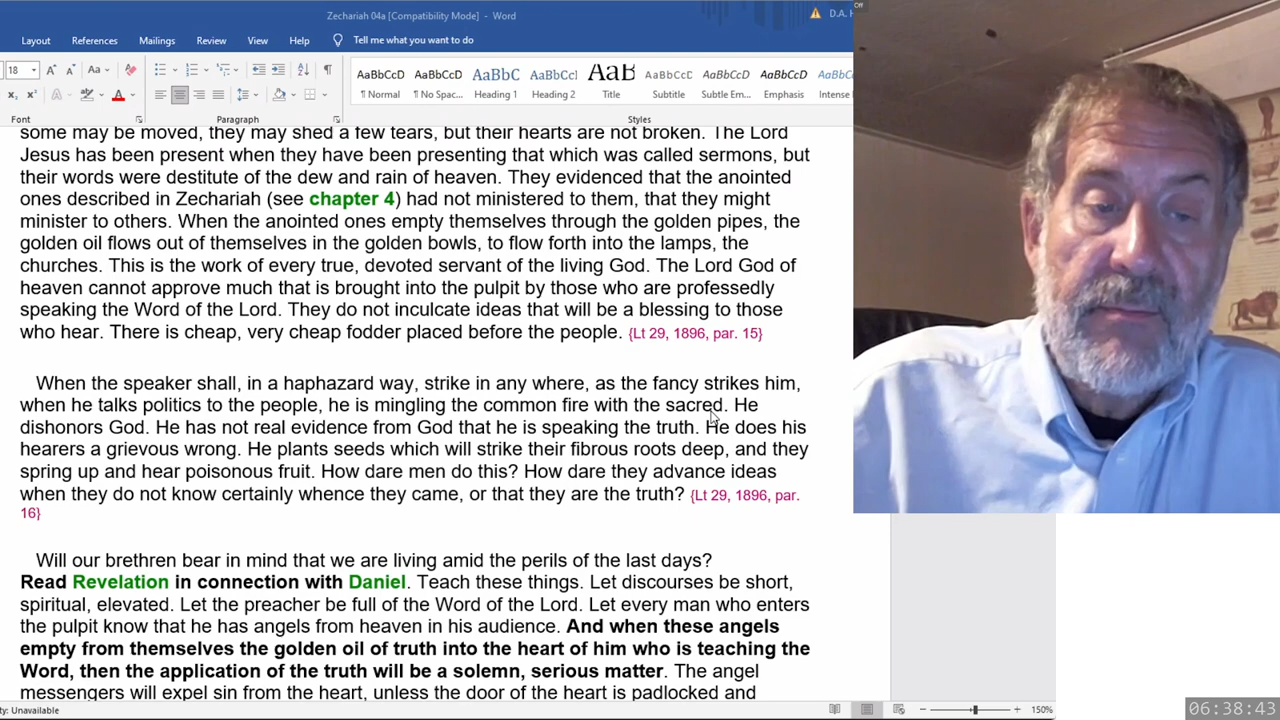 Zechariah 04a [Compatibility Mode] - Word
D.A. H
Off
Layout References Mailings Review View Help Tell me what you want to do
18 Aa
AaBbCcD AaBbCcD AaBbC AaBbCcl AaB AaBbCcD AaBbCcD AaBbCcD AaBbC
¶ Normal ¶ No Spac... Heading 1 Heading 2 Title Subtitle Subtle Em... Emphasis Intense
Font Paragraph Styles
some may be moved, they may shed a few tears, but their hearts are not broken. The Lord
Jesus has been present when they have been presenting that which was called sermons, but
their words were destitute of the dew and rain of heaven. They evidenced that the anointed
ones described in Zechariah (see chapter 4) had not ministered to them, that they might
minister to others. When the anointed ones empty themselves through the golden pipes, the
golden oil flows out of themselves in the golden bowls, to flow forth into the lamps, the
churches. This is the work of every true, devoted servant of the living God. The Lord God of
heaven cannot approve much that is brought into the pulpit by those who are professedly
speaking the Word of the Lord. They do not inculcate ideas that will be a blessing to those
who hear. There is cheap, very cheap fodder placed before the people. {Lt 29, 1896, par. 15}
When the speaker shall, in a haphazard way, strike in any where, as the fancy strikes him,
when he talks politics to the people, he is mingling the common fire with the sacred. He
dishonors God. He has not real evidence from God that he is speaking the truth. He does his
hearers a grievous wrong. He plants seeds which will strike their fibrous roots deep, and they
spring up and hear poisonous fruit. How dare men do this? How dare they advance ideas
when they do not know certainly whence they came, or that they are the truth? {Lt 29, 1896, par.
16}
Will our brethren bear in mind that we are living amid the perils of the last days?
Read Revelation in connection with Daniel. Teach these things. Let discourses be short,
spiritual, elevated. Let the preacher be full of the Word of the Lord. Let every man who enters
the pulpit know that he has angels from heaven in his audience. And when these angels
empty from themselves the golden oil of truth into the heart of him who is teaching the
Word, then the application of the truth will be a solemn, serious matter. The angel
messengers will expel sin from the heart, unless the door of the heart is padlocked and
ty: Unavailable
150%
06:38:43